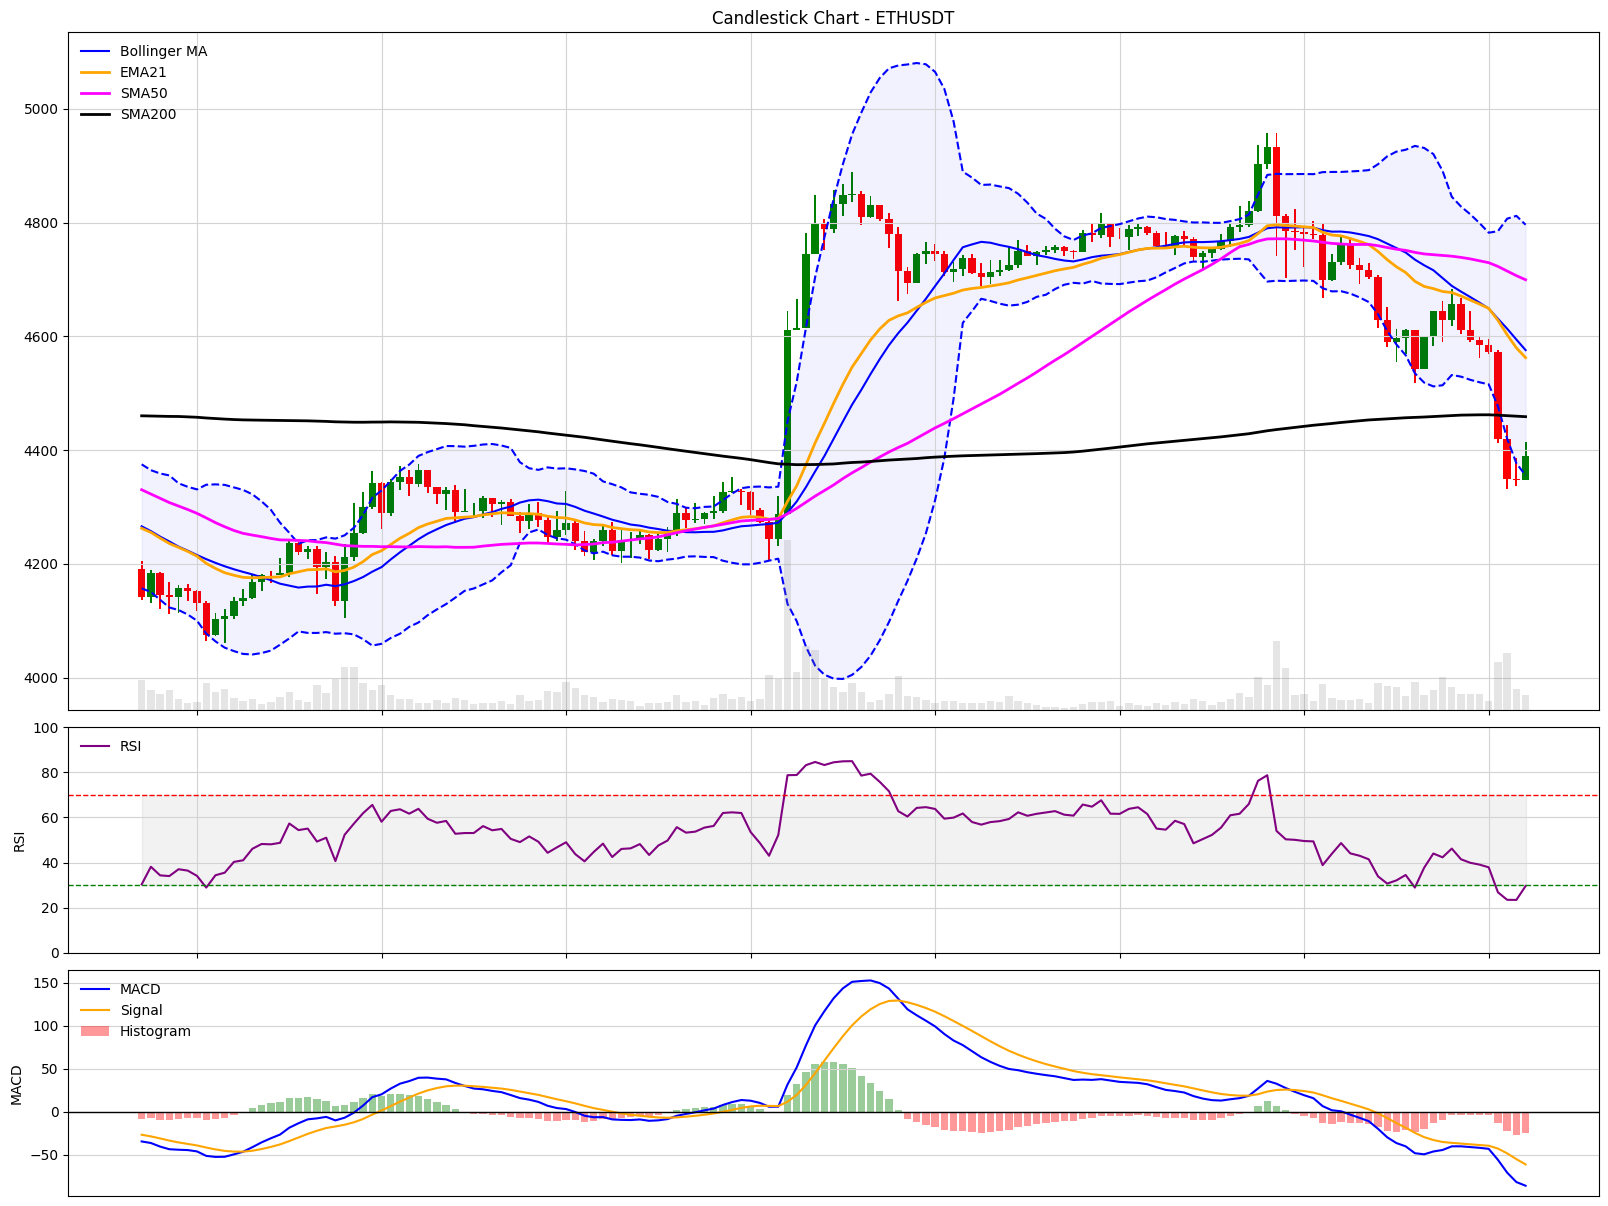 Candlestick Chart - ETHUSDT
Bollinger MA
EMA21
SMA50
SMA200
5000
4800
4600
4400
4200
4000
100
80
60
40
20
0
RSI
RSI
150
100
50
0
−50
MACD
MACD
Signal
Histogram